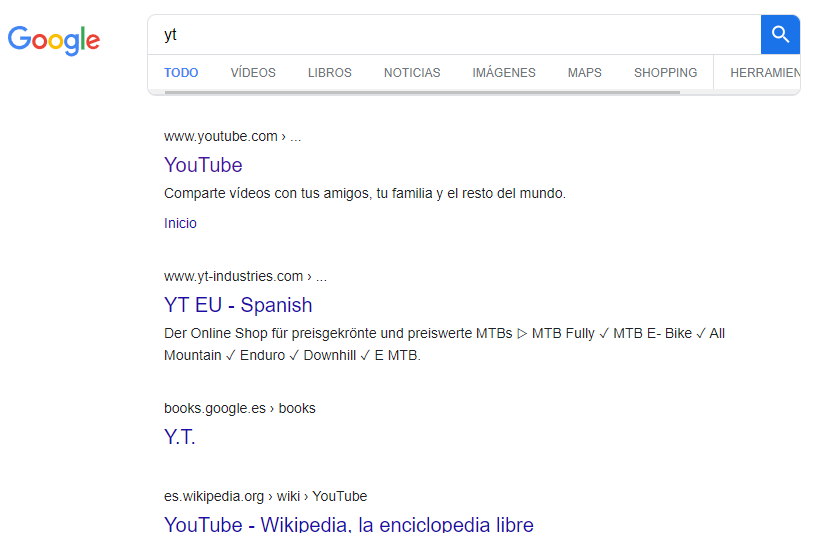 Google
yt
TODO VÍDEOS LIBROS NOTICIAS IMÁGENES MAPS SHOPPING HERRAMIEN
www.youtube.com › ...
YouTube
Comparte vídeos con tus amigos, tu familia y el resto del mundo.
Inicio
www.yt-industries.com › ...
YT EU - Spanish
Der Online Shop für preisgekrönte und preiswerte MTBs ▷ MTB Fully ✓ MTB E- Bike ✓ All
Mountain ✓ Enduro ✓ Downhill ✓ E MTB.
books.google.es › books
Y.T.
es.wikipedia.org › wiki › YouTube
YouTube - Wikipedia, la enciclopedia libre